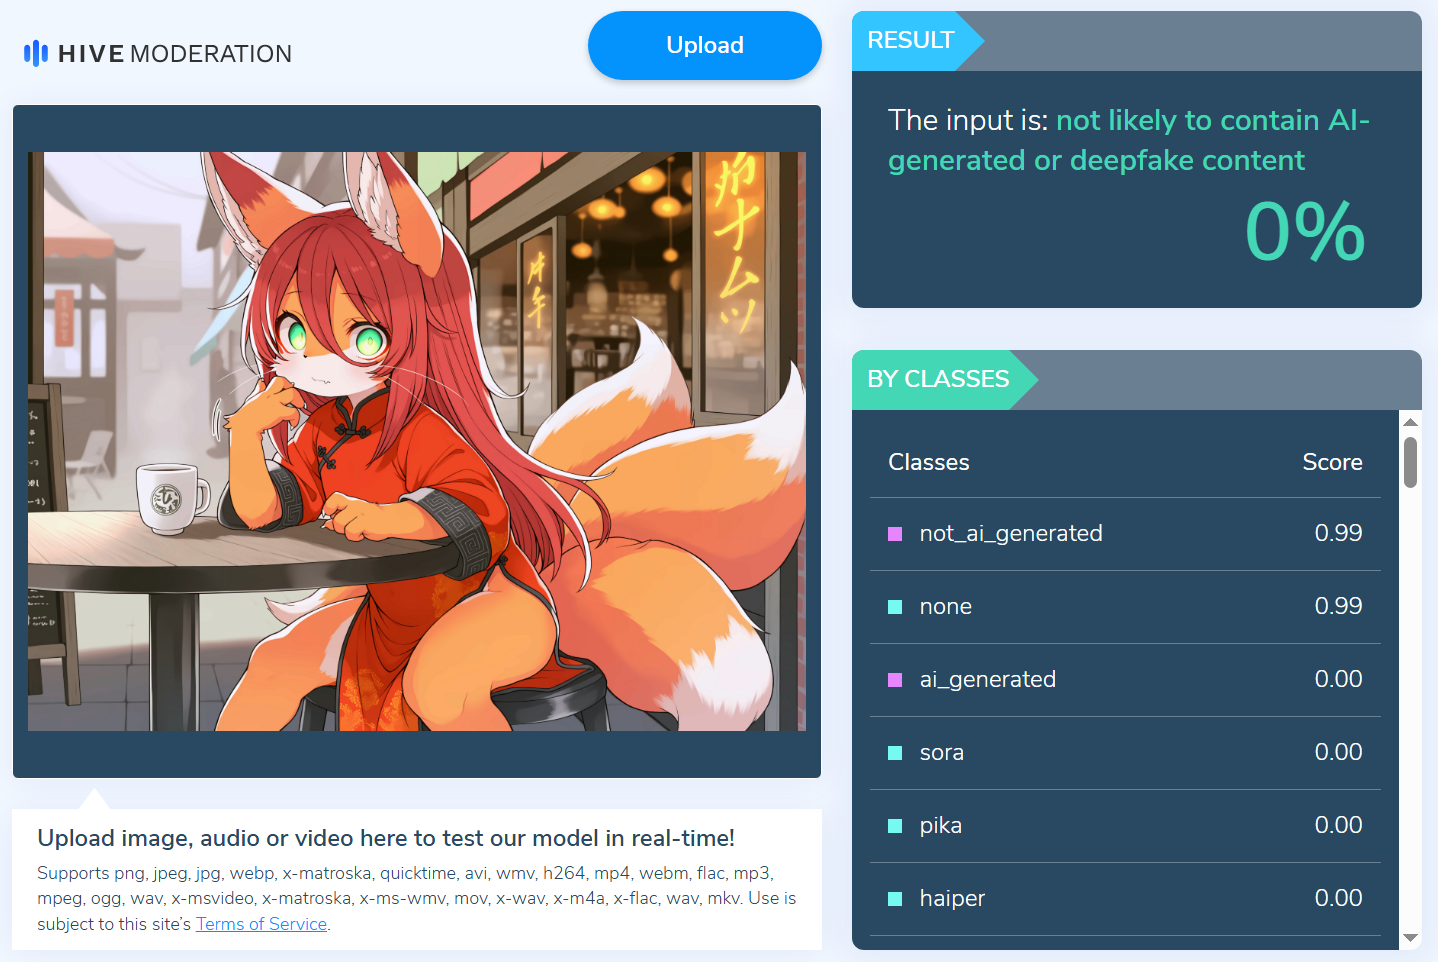 HIVE MODERATION
Upload
RESULT
The input is: not likely to contain AI-
generated or deepfake content
0%
BY CLASSES
Classes Score
not_ai_generated 0.99
none 0.99
ai_generated 0.00
sora 0.00
pika 0.00
haiper 0.00
Upload image, audio or video here to test our model in real-time!
Supports png, jpeg, jpg, webp, x-matroska, quicktime, avi, wmv, h264, mp4, webm, flac, mp3,
mpeg, ogg, wav, x-msvideo, x-matroska, x-ms-wmv, mov, x-wav, x-m4a, x-flac, wav, mkv. Use is
subject to this site’s Terms of Service.